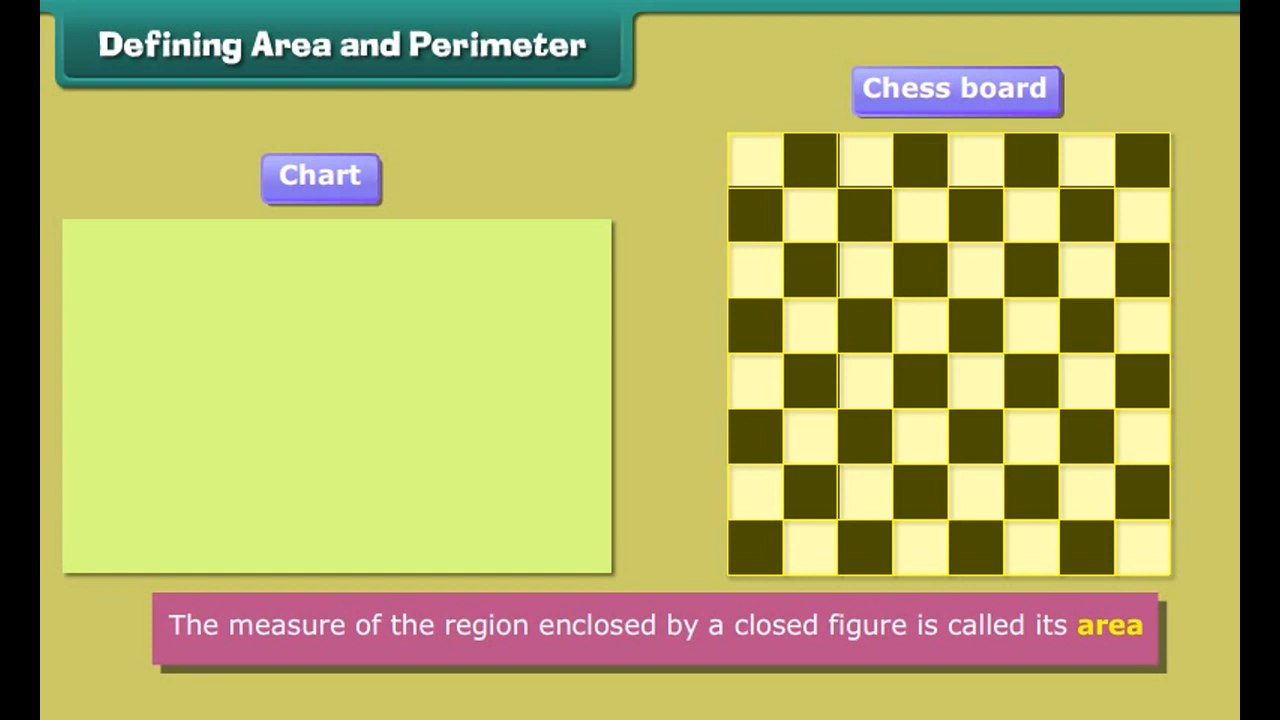 Defining Area and Perimeter
Chess board
Chart
The measure of the region enclosed by a closed figure is called its area